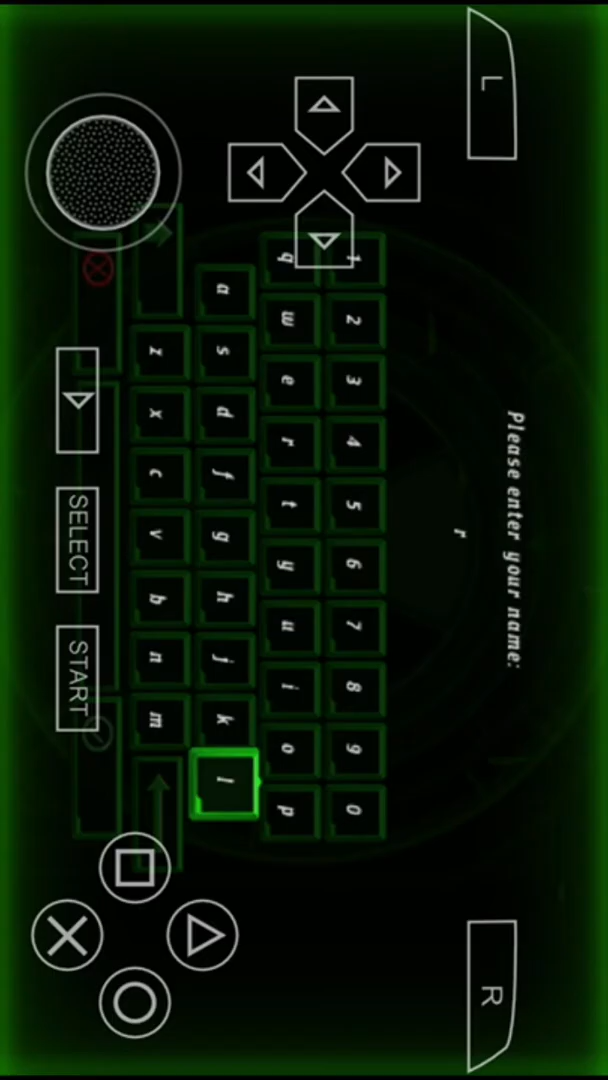 L
R
Please enter your name:
r
1 2 3 4 5 6 7 8 9 0
q w e r t y u i o p
a s d f g h j k l
z x c v b n m
SELECT
START